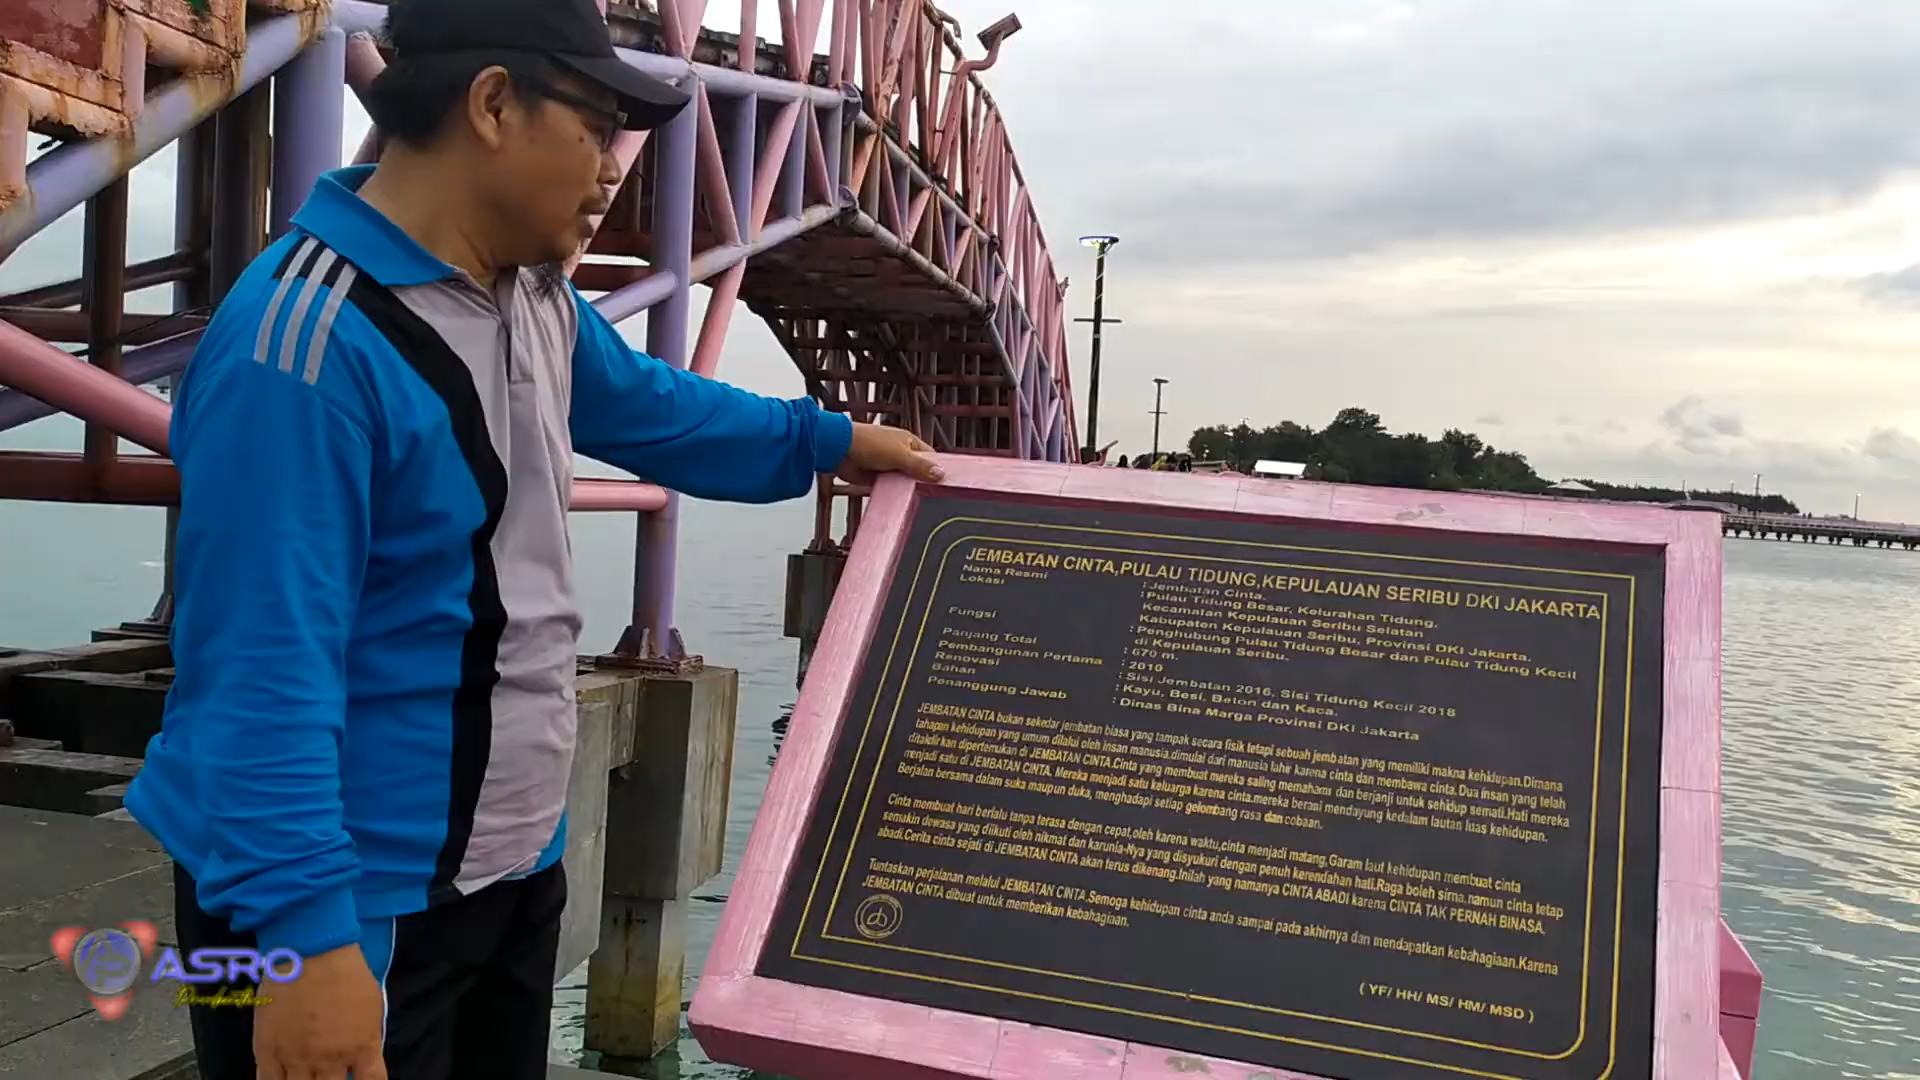 JEMBATAN CINTA,PULAU TIDUNG,KEPULAUAN SERIBU DKI JAKARTA
Nama Resmi : Jembatan Cinta.
Lokasi : Pulau Tidung Besar, Kelurahan Tidung.
Kecamatan Kepulauan Seribu Selatan
Kabupaten Kepulauan Seribu, Provinsi DKI Jakarta.
Fungsi : Penghubung Pulau Tidung Besar dan Pulau Tidung Kecil
di Kepulauan Seribu.
Panjang Total : 670 m.
Pembangunan Pertama : 2010
Renovasi : Sisi Jembatan 2016, Sisi Tidung Kecil 2018
Bahan : Kayu, Besi, Beton dan Kaca.
Penanggung Jawab : Dinas Bina Marga Provinsi DKI Jakarta
JEMBATAN CINTA bukan sekedar jembatan biasa yang tampak secara fisik tetapi sebuah jembatan yang memiliki makna kehidupan.Dimana
tahapan kehidupan yang umum dilalui oleh insan manusia.dimulai dari manusia lahir karena cinta dan membawa cinta.Dua insan yang telah
ditakdirkan dipertemukan di JEMBATAN CINTA.Cinta yang membuat mereka saling memahami dan berjanji untuk sehidup semati.Hati mereka
menjadi satu di JEMBATAN CINTA. Mereka menjadi satu keluarga karena cinta.mereka berani mendayung kedalam lautan luas kehidupan.
Berjalan bersama dalam suka maupun duka, menghadapi setiap gelombang rasa dan cobaan.
Cinta membuat hari berlalu tanpa terasa dengan cepat,oleh karena waktu,cinta menjadi matang.Garam laut kehidupan membuat cinta
semakin dewasa yang diikuti oleh nikmat dan karunia-Nya yang disyukuri dengan penuh kerendahan hati.Raga boleh sirna,namun cinta tetap
abadi.Cerita cinta sejati di JEMBATAN CINTA akan terus dikenang.Inilah yang namanya CINTA ABADI karena CINTA TAK PERNAH BINASA.
Tuntaskan perjalanan melalui JEMBATAN CINTA.Semoga kehidupan cinta anda sampai pada akhirnya dan mendapatkan kebahagiaan.Karena
JEMBATAN CINTA dibuat untuk memberikan kebahagiaan.
( YF/ HH/ MS/ HM/ MSD )
ASRO